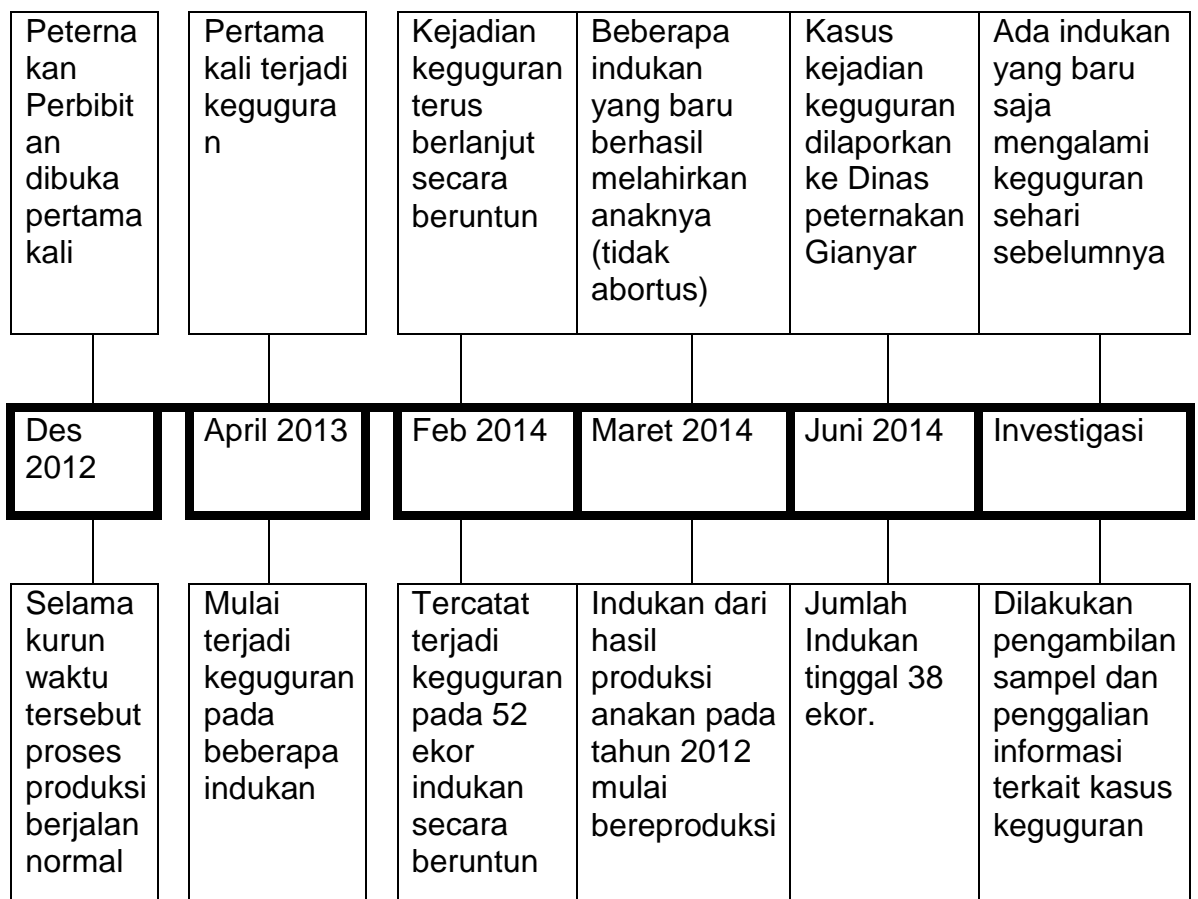 Peterna
kan
Perbibit
an
dibuka
pertama
kali
Pertama
kali terjadi
kegugura
n
Kejadian
keguguran
terus
berlanjut
secara
beruntun
Beberapa
indukan
yang baru
berhasil
melahirkan
anaknya
(tidak
abortus)
Kasus
kejadian
keguguran
dilaporkan
ke Dinas
peternakan
Gianyar
Ada indukan
yang baru
saja
mengalami
keguguran
sehari
sebelumnya
Des
2012
April 2013
Feb 2014
Maret 2014
Juni 2014
Investigasi
Selama
kurun
waktu
tersebut
proses
produksi
berjalan
normal
Mulai
terjadi
keguguran
pada
beberapa
indukan
Tercatat
terjadi
keguguran
pada 52
ekor
indukan
secara
beruntun
Indukan dari
hasil
produksi
anakan pada
tahun 2012
mulai
bereproduksi
Jumlah
Indukan
tinggal 38
ekor.
Dilakukan
pengambilan
sampel dan
penggalian
informasi
terkait kasus
keguguran